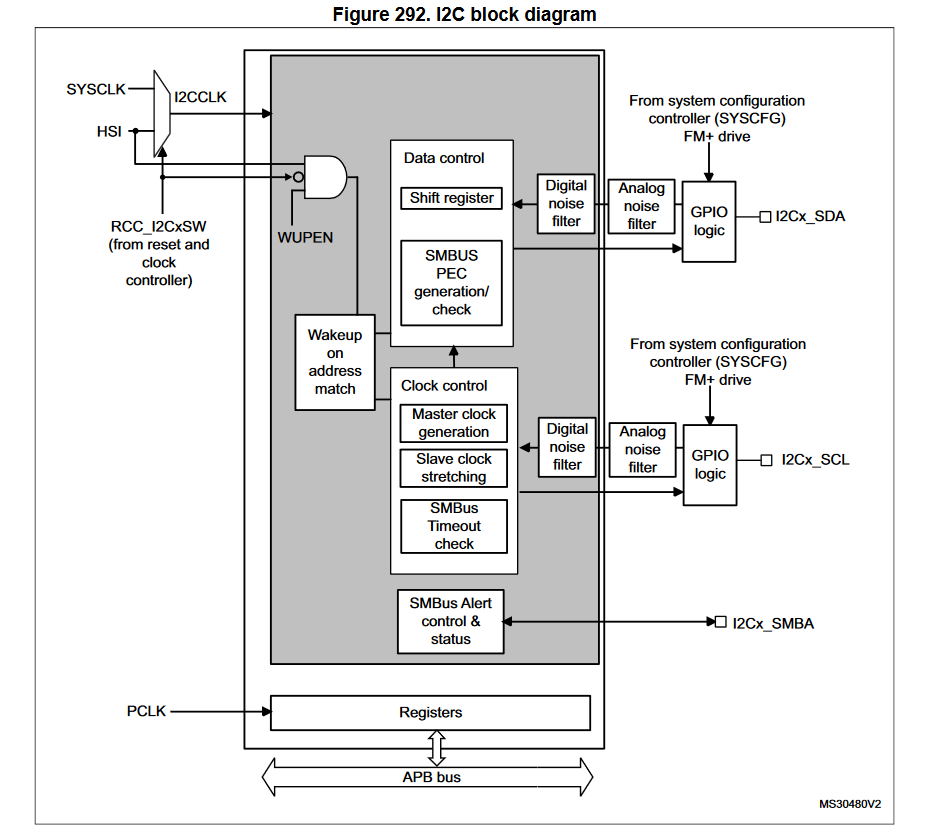 Figure 292. I2C block diagram
SYSCLK
I2CCLK
HSI
RCC_I2CxSW
(from reset and
clock
controller)
WUPEN
Data control
Shift register
SMBUS
PEC
generation/
check
Digital
noise
filter
Analog
noise
filter
From system configuration
controller (SYSCFG)
FM+ drive
GPIO
logic
I2Cx_SDA
Wakeup
on
address
match
Clock control
Master clock
generation
Slave clock
stretching
SMBus
Timeout
check
Digital
noise
filter
Analog
noise
filter
From system configuration
controller (SYSCFG)
FM+ drive
GPIO
logic
I2Cx_SCL
SMBus Alert
control &
status
I2Cx_SMBA
PCLK
Registers
APB bus
MS30480V2